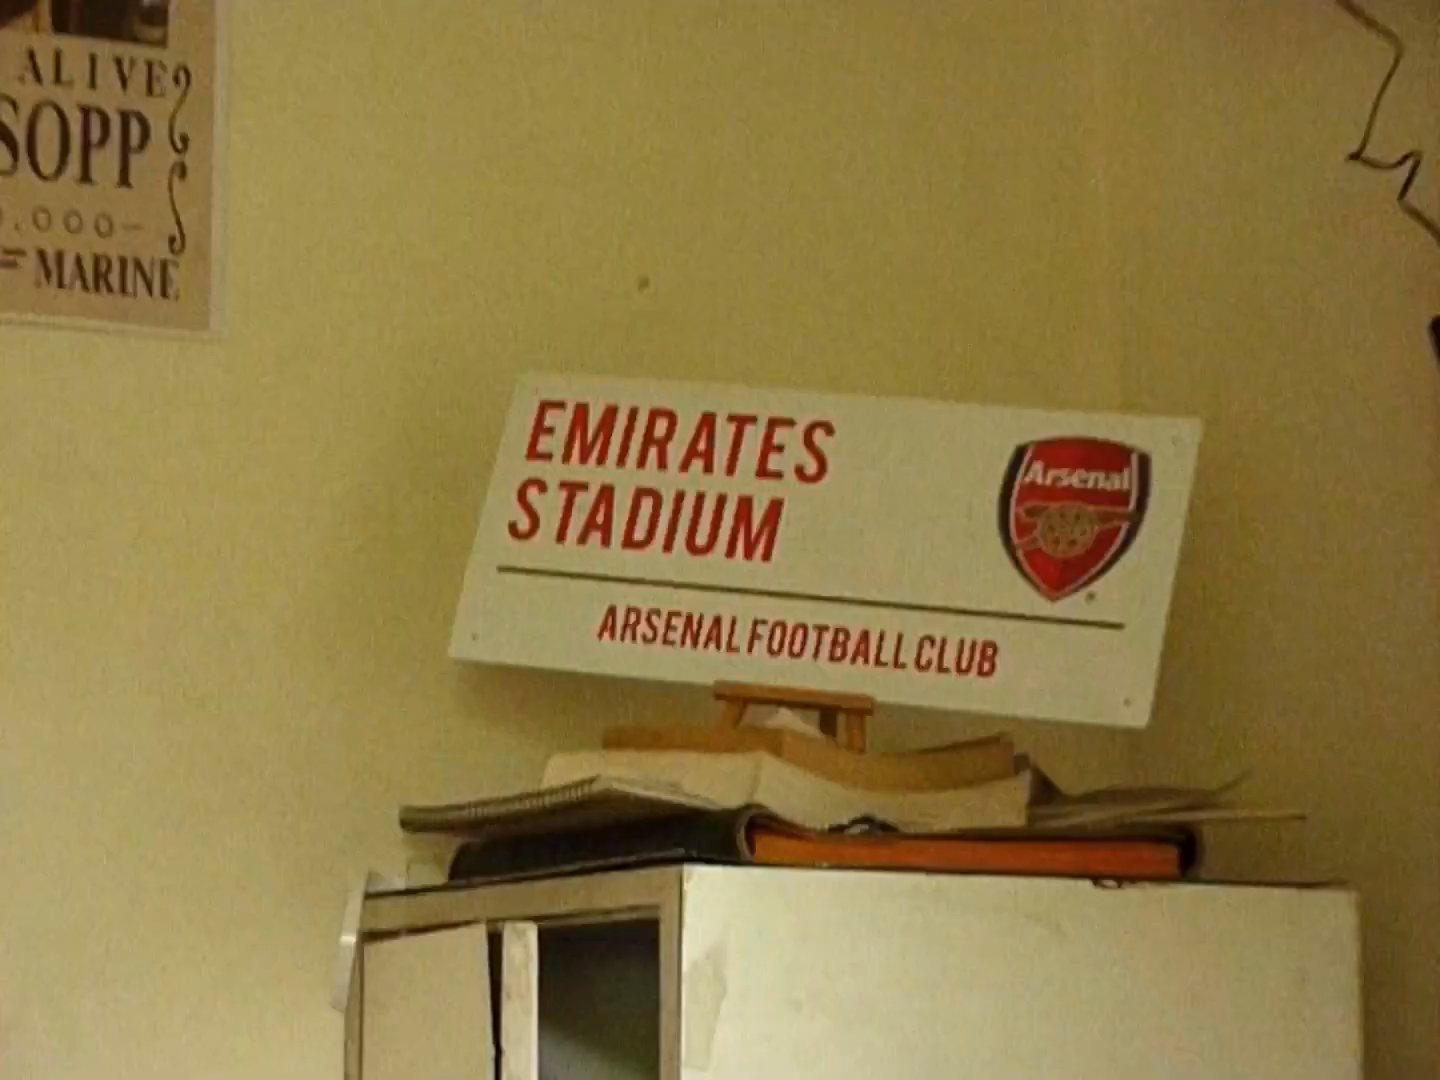 ALIVE
SOPP
.000-
MARINE
EMIRATES
STADIUM
Arsenal
ARSENAL FOOTBALL CLUB